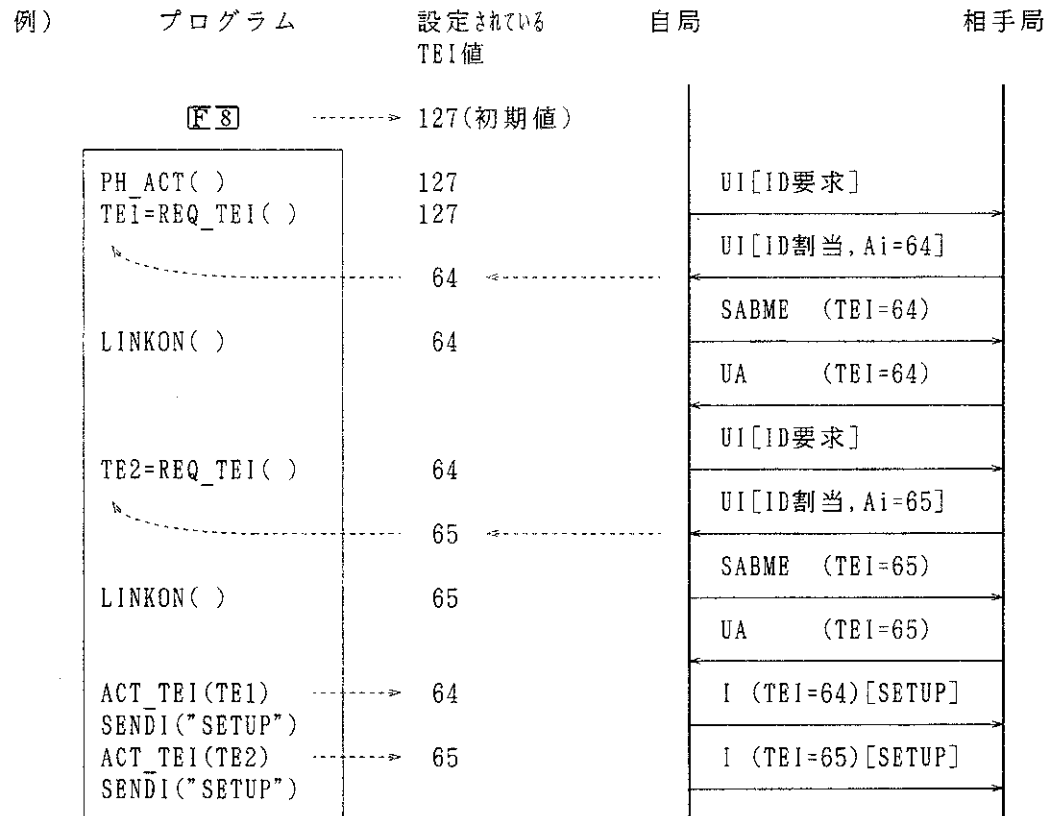 例) プログラム 設定されている 自局 相手局
TEI値
F8 127(初期値)
PH_ACT( ) 127 UI[ID要求]
TE1=REQ_TEI( ) 127
UI[ID割当,Ai=64]
64
SABME (TEI=64)
LINKON( ) 64
UA (TEI=64)
UI[ID要求]
TE2=REQ_TEI( ) 64
UI[ID割当,Ai=65]
65
SABME (TEI=65)
LINKON( ) 65
UA (TEI=65)
ACT_TEI(TE1) 64 I (TEI=64)[SETUP]
SENDI("SETUP")
ACT_TEI(TE2) 65 I (TEI=65)[SETUP]
SENDI("SETUP")